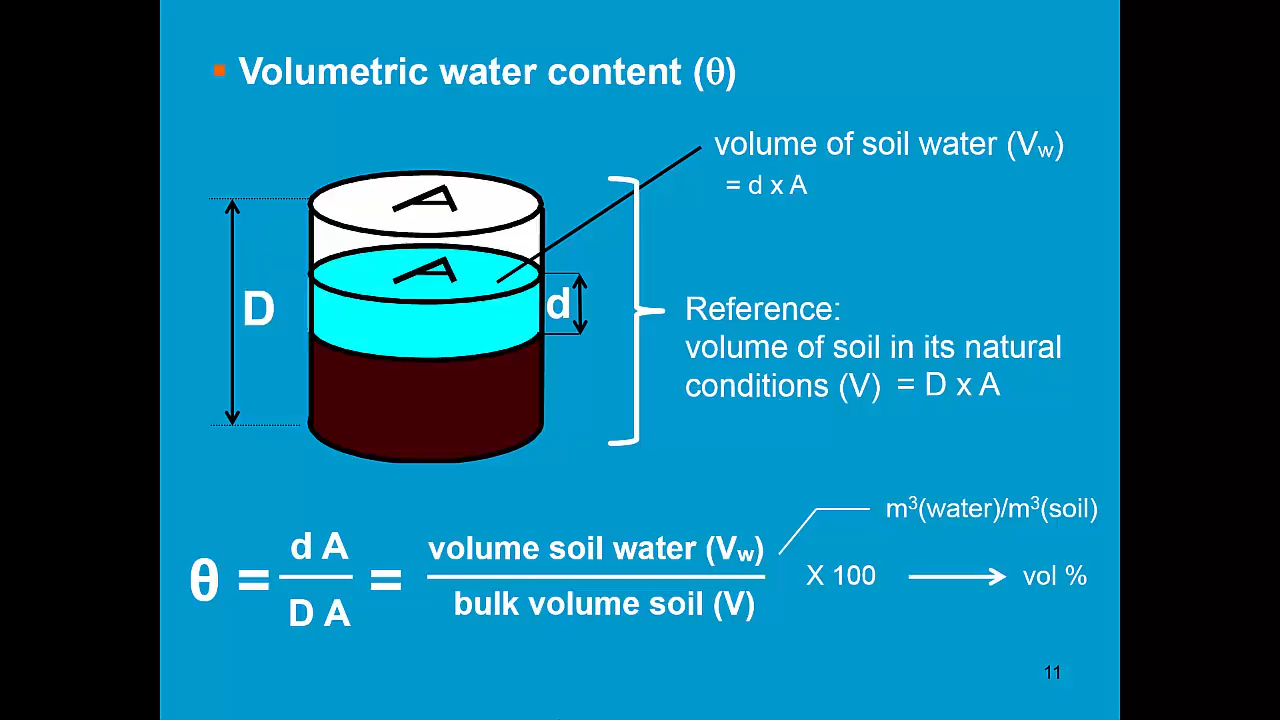 ▪ Volumetric water content (θ)
volume of soil water (Vw)
= d x A
A
A
D
d
Reference:
volume of soil in its natural
conditions (V) = D x A
m³(water)/m³(soil)
θ = d A / D A = volume soil water (Vw) / bulk volume soil (V)
X 100 → vol %
11